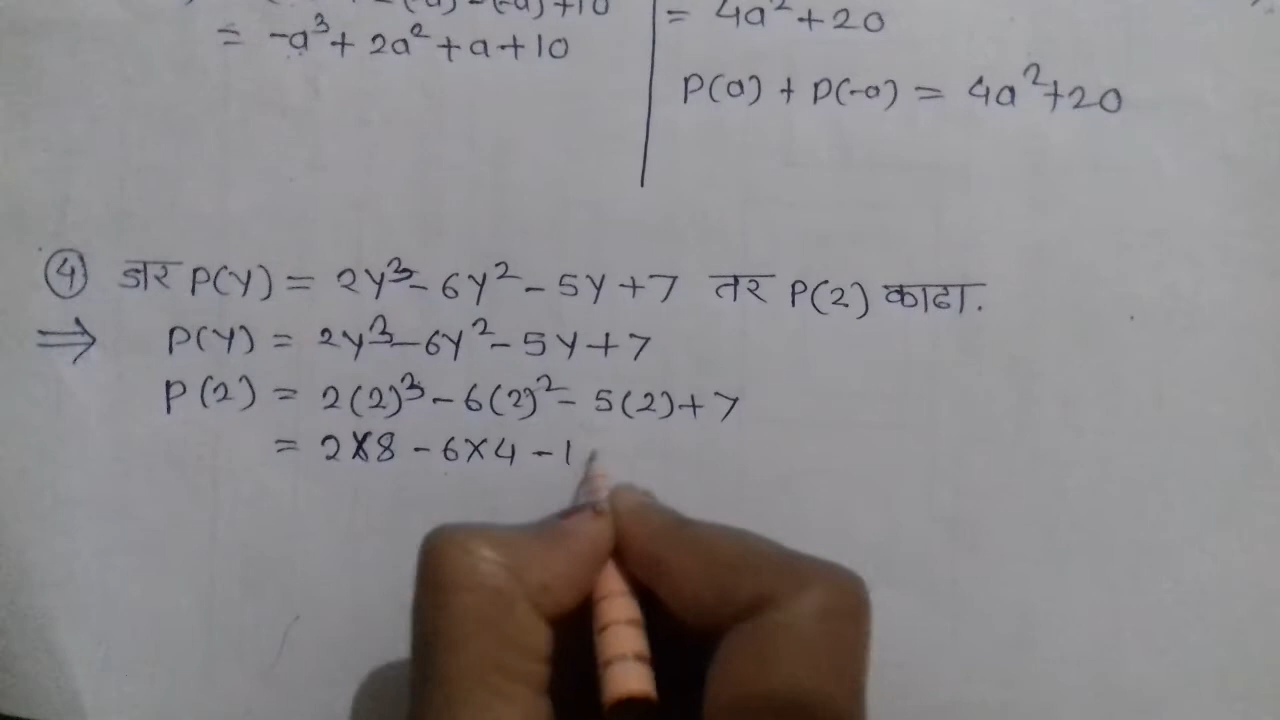 = -a³ + 2a² + a + 10
= 4a² + 20
P(a) + P(-a) = 4a² + 20
④ जर P(Y) = 2Y³ - 6Y² - 5Y + 7 तर P(2) काढा.
⇒ P(Y) = 2Y³ - 6Y² - 5Y + 7
P(2) = 2(2)³ - 6(2)² - 5(2) + 7
= 2×8 - 6×4 - 1